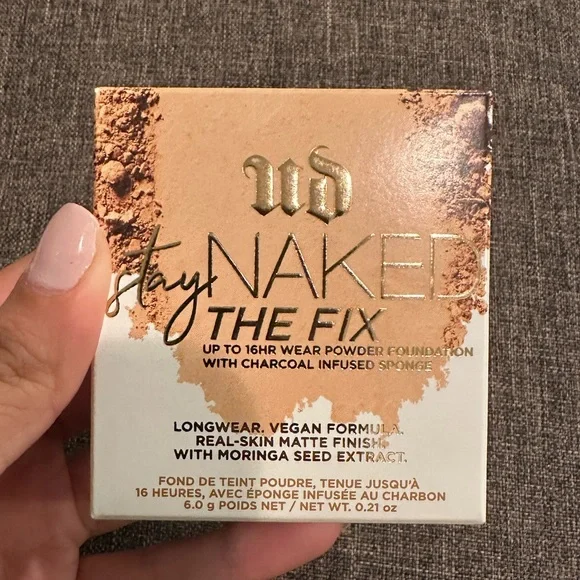 UD
stay NAKED
THE FIX
UP TO 16HR WEAR POWDER FOUNDATION
WITH CHARCOAL INFUSED SPONGE
LONGWEAR. VEGAN FORMULA.
REAL-SKIN MATTE FINISH.
WITH MORINGA SEED EXTRACT.
FOND DE TEINT POUDRE, TENUE JUSQU'À
16 HEURES, AVEC ÉPONGE INFUSÉE AU CHARBON
6.0 g POIDS NET / NET WT. 0.21 oz